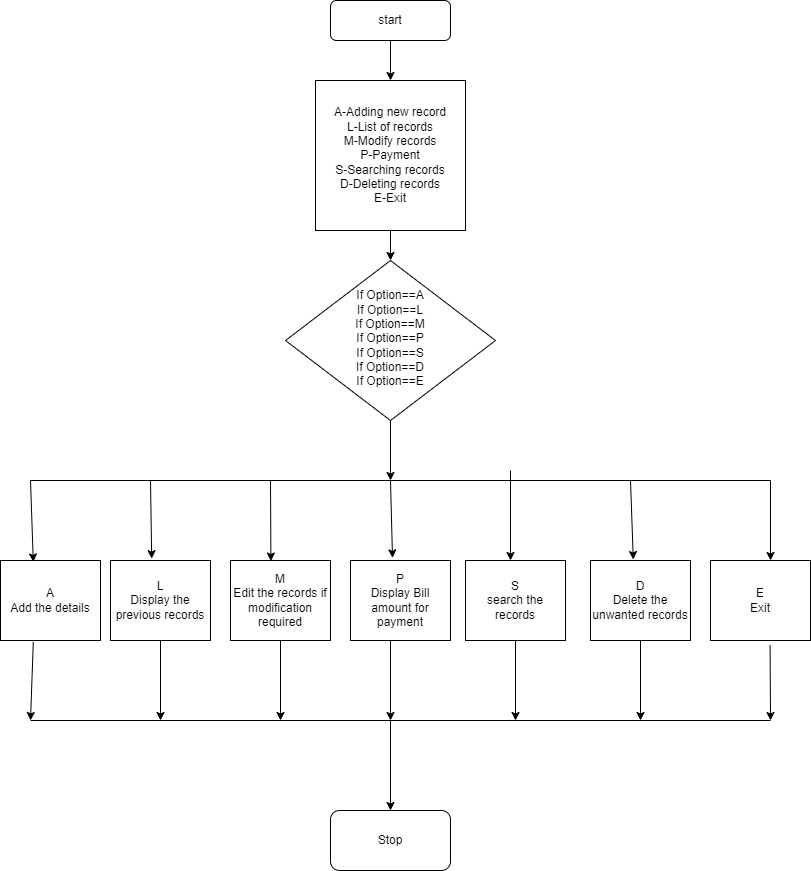 start
A-Adding new record
L-List of records
M-Modify records
P-Payment
S-Searching records
D-Deleting records
E-Exit
If Option==A
If Option==L
If Option==M
If Option==P
If Option==S
If Option==D
If Option==E
A
Add the details
L
Display the
previous records
M
Edit the records if
modification
required
P
Display Bill
amount for
payment
S
search the
records
D
Delete the
unwanted records
E
Exit
Stop